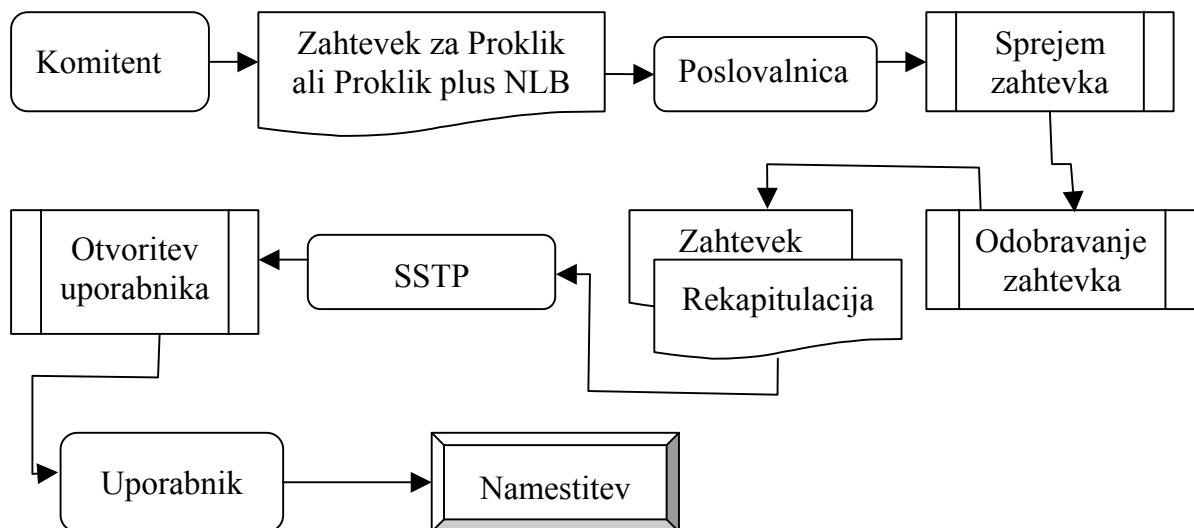 Komitent
Zahtevek za Proklik
ali Proklik plus NLB
Poslovalnica
Sprejem
zahtevka
Odobravanje
zahtevka
Zahtevek
Rekapitulacija
SSTP
Otvoritev
uporabnika
Uporabnik
Namestitev